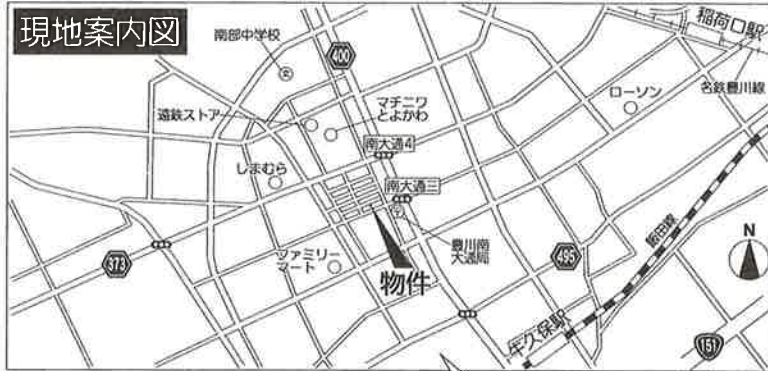 現地案内図
南部中学校
文
400
稲荷口駅
名鉄豊川線
ローソン
遠鉄ストア
マチニワ
とよかわ
南大通4
しまむら
南大通三
〒
豊川南
大通局
373
ファミリー
マート
物件
495
飯田線
N
牛久保駅
151